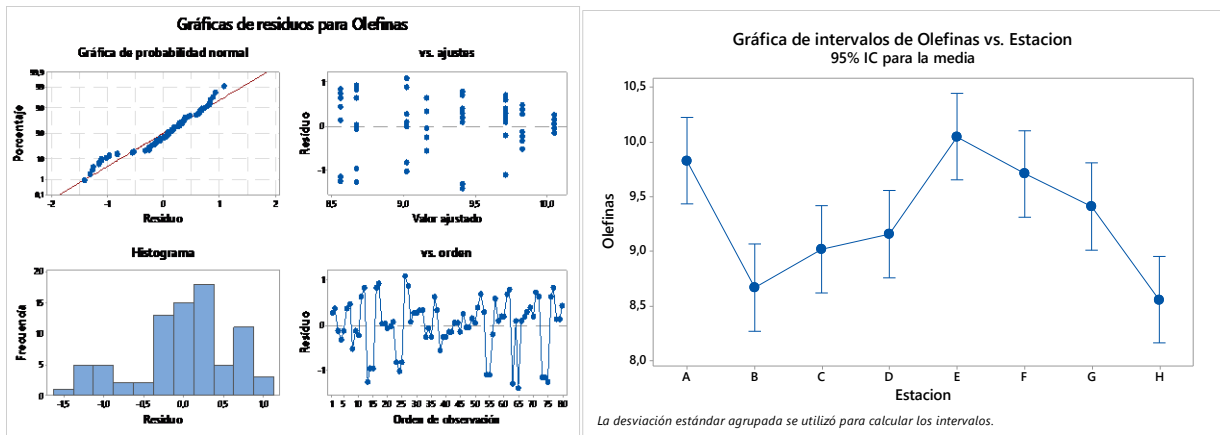 Gráficas de residuos para Olefinas
Gráfica de probabilidad normal
99,9
99
90
50
10
1
0,1
Porcentaje
-2 -1 0 1 2
Residuo
vs. ajustes
1
0
-1
Residuo
8,5 9,0 9,5 10,0
Valor ajustado
Histograma
20
15
10
5
0
Frecuencia
-1,5 -1,0 -0,5 0,0 0,5 1,0
Residuo
vs. orden
1
0
-1
Residuo
1 5 10 15 20 25 30 35 40 45 50 55 60 65 70 75 80
Orden de observación
Gráfica de intervalos de Olefinas vs. Estacion
95% IC para la media
10,5
10,0
9,5
9,0
8,5
8,0
Olefinas
A B C D E F G H
Estacion
La desviación estándar agrupada se utilizó para calcular los intervalos.